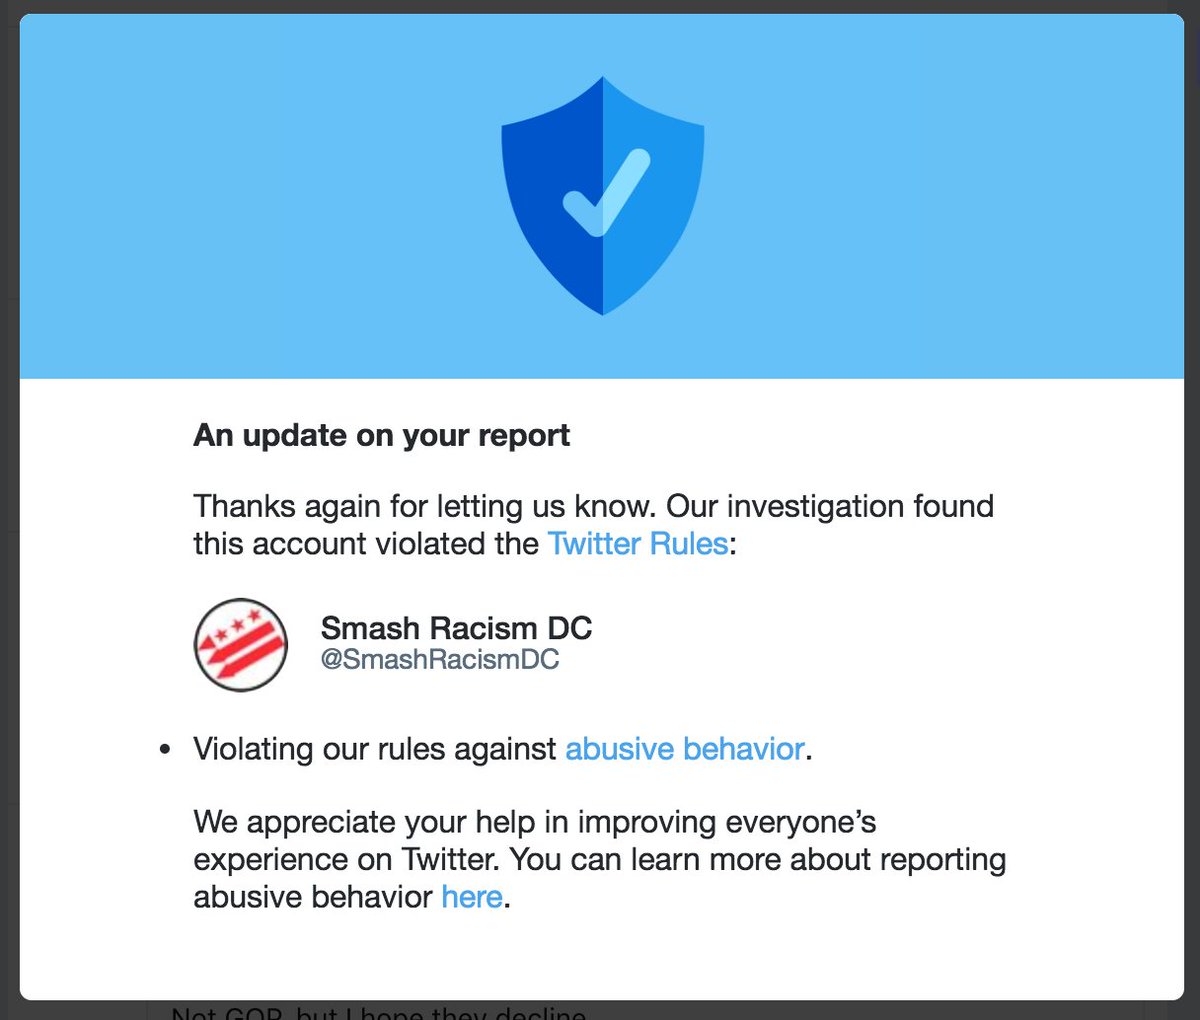 An update on your report
Thanks again for letting us know. Our investigation found
this account violated the Twitter Rules:
Smash Racism DC
@SmashRacismDC
• Violating our rules against abusive behavior.
We appreciate your help in improving everyone’s
experience on Twitter. You can learn more about reporting
abusive behavior here.
Not GOP, but I hope they decline